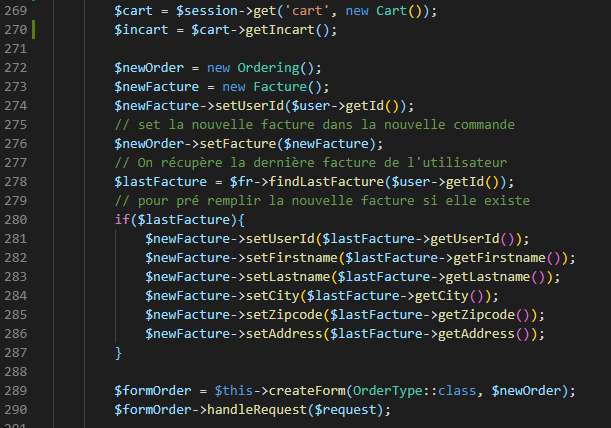 269 $cart = $session->get('cart', new Cart());
270 $incart = $cart->getIncart();
271
272 $newOrder = new Ordering();
273 $newFacture = new Facture();
274 $newFacture->setUserId($user->getId());
275 // set la nouvelle facture dans la nouvelle commande
276 $newOrder->setFacture($newFacture);
277 // On récupère la dernière facture de l'utilisateur
278 $lastFacture = $fr->findLastFacture($user->getId());
279 // pour pré remplir la nouvelle facture si elle existe
280 if($lastFacture){
281 $newFacture->setUserId($lastFacture->getUserId());
282 $newFacture->setFirstname($lastFacture->getFirstname());
283 $newFacture->setLastname($lastFacture->getLastname());
284 $newFacture->setCity($lastFacture->getCity());
285 $newFacture->setZipcode($lastFacture->getZipcode());
286 $newFacture->setAddress($lastFacture->getAddress());
287 }
288
289 $formOrder = $this->createForm(OrderType::class, $newOrder);
290 $formOrder->handleRequest($request);